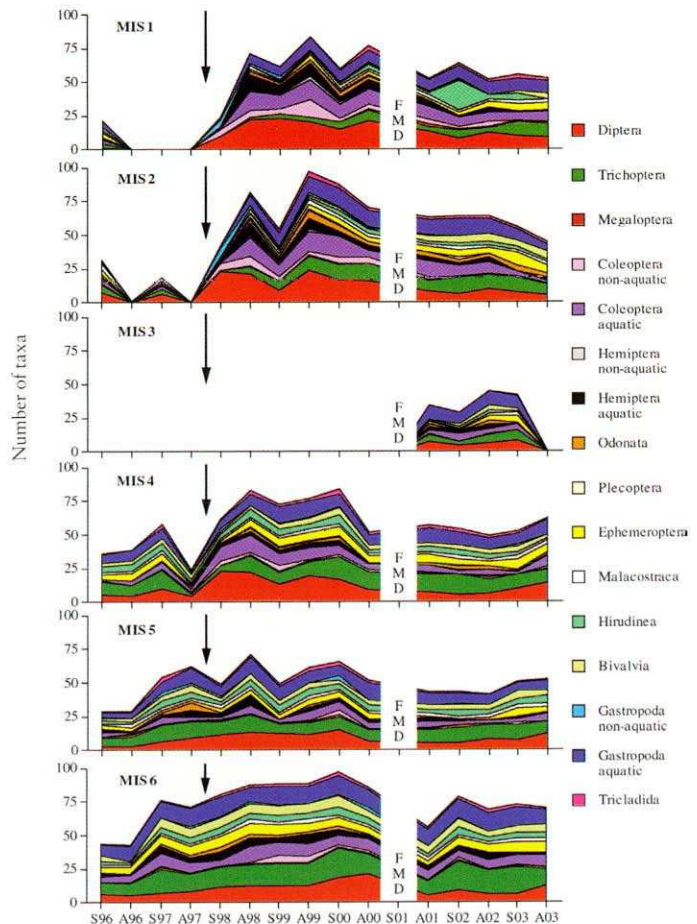 Number of taxa
MIS 1
100
75
50
25
0
F
M
D
MIS 2
100
75
50
25
0
F
M
D
MIS 3
100
75
50
25
0
F
M
D
MIS 4
100
75
50
25
0
F
M
D
MIS 5
100
75
50
25
0
F
M
D
MIS 6
100
75
50
25
0
F
M
D
S96 A96 S97 A97 S98 A98 S99 A99 S00 A00 S01 A01 S02 A02 S03 A03
Diptera
Trichoptera
Megaloptera
Coleoptera
non-aquatic
Coleoptera
aquatic
Hemiptera
non-aquatic
Hemiptera
aquatic
Odonata
Plecoptera
Ephemeroptera
Malacostraca
Hirudinea
Bivalvia
Gastropoda
non-aquatic
Gastropoda
aquatic
Tricladida